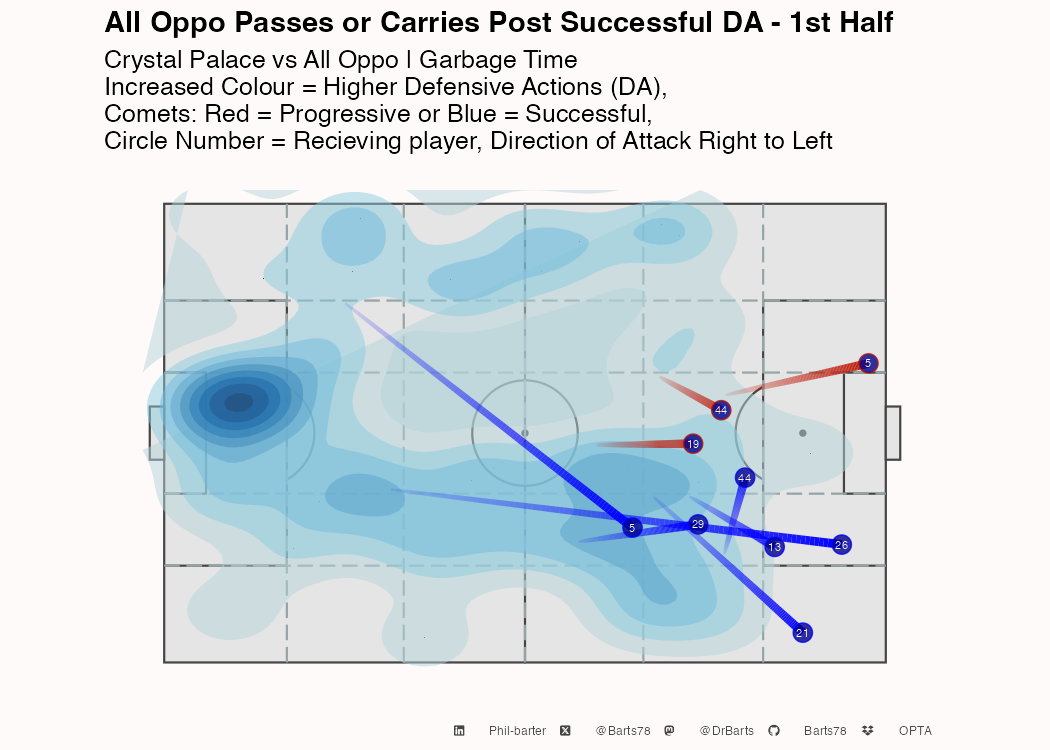 All Oppo Passes or Carries Post Successful DA - 1st Half
Crystal Palace vs All Oppo | Garbage Time
Increased Colour = Higher Defensive Actions (DA),
Comets: Red = Progressive or Blue = Successful,
Circle Number = Recieving player, Direction of Attack Right to Left
5
44
19
44
5
29
13
26
21
Phil-barter @Barts78 @DrBarts Barts78 OPTA